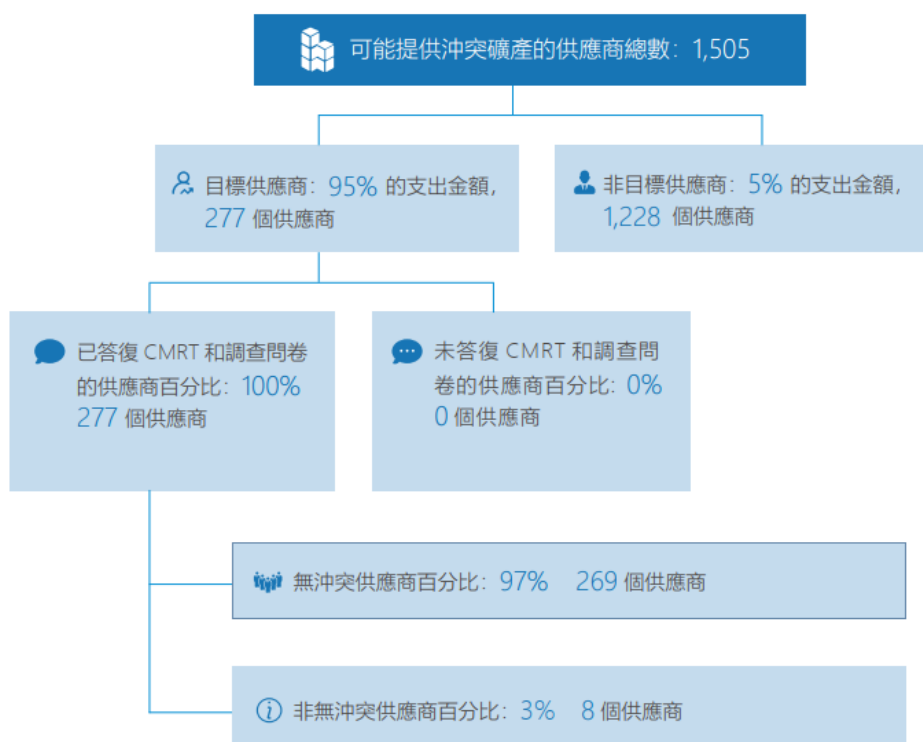 可能提供沖突礦產的供應商總數：1,505
目標供應商：95% 的支出金額，
277 個供應商
非目標供應商：5% 的支出金額，
1,228 個供應商
已答復 CMRT 和調查問卷
的供應商百分比：100%
277 個供應商
未答復 CMRT 和調查問
卷的供應商百分比：0%
0 個供應商
無沖突供應商百分比：97% 269 個供應商
非無沖突供應商百分比：3% 8 個供應商